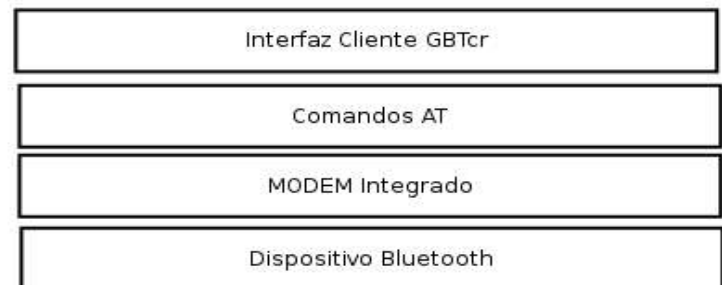 Interfaz Cliente GBTcr
Comandos AT
MODEM Integrado
Dispositivo Bluetooth